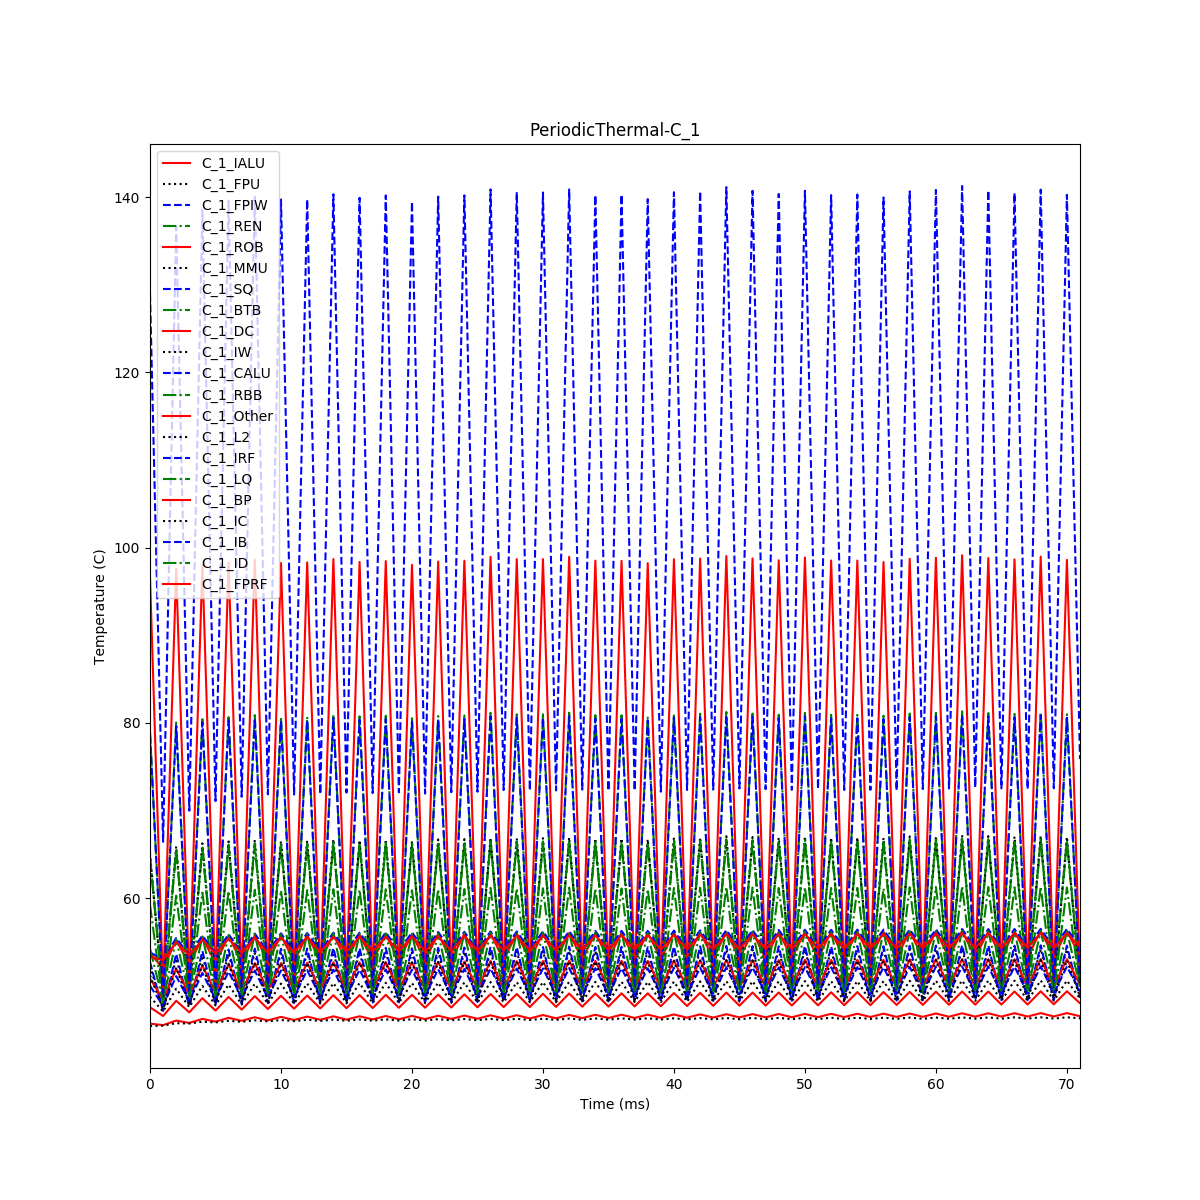 PeriodicThermal-C_1
C_1_IALU
C_1_FPU
C_1_FPIW
C_1_REN
C_1_ROB
C_1_MMU
C_1_SQ
C_1_BTB
C_1_DC
C_1_IW
C_1_CALU
C_1_RBB
C_1_Other
C_1_L2
C_1_IRF
C_1_LQ
C_1_BP
C_1_IC
C_1_IB
C_1_ID
C_1_FPRF
140
120
100
80
60
Temperature (C)
0 10 20 30 40 50 60 70
Time (ms)